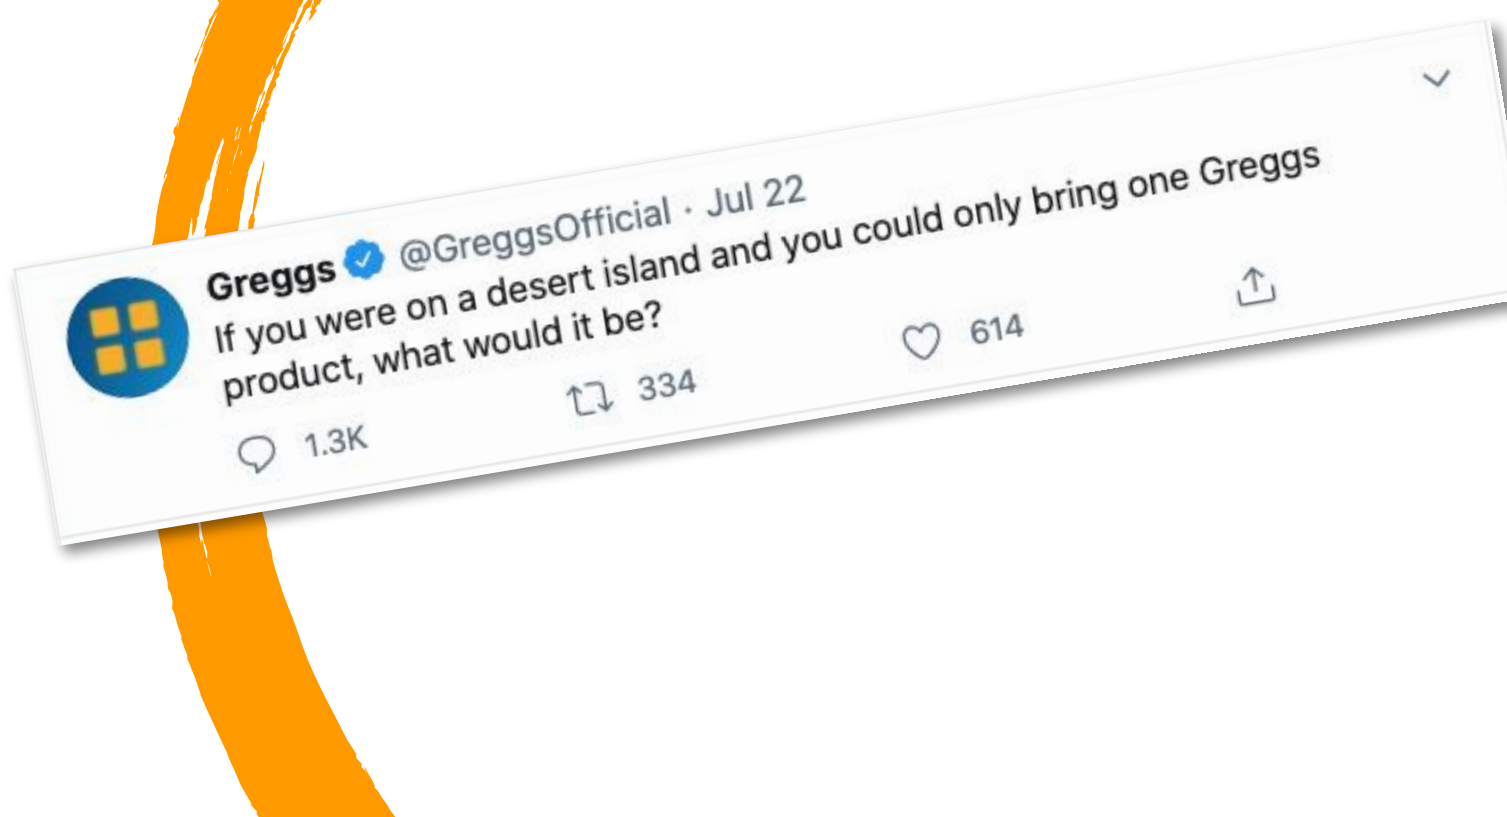 Greggs @GreggsOfficial · Jul 22
If you were on a desert island and you could only bring one Greggs
product, what would it be?
1.3K 334 614